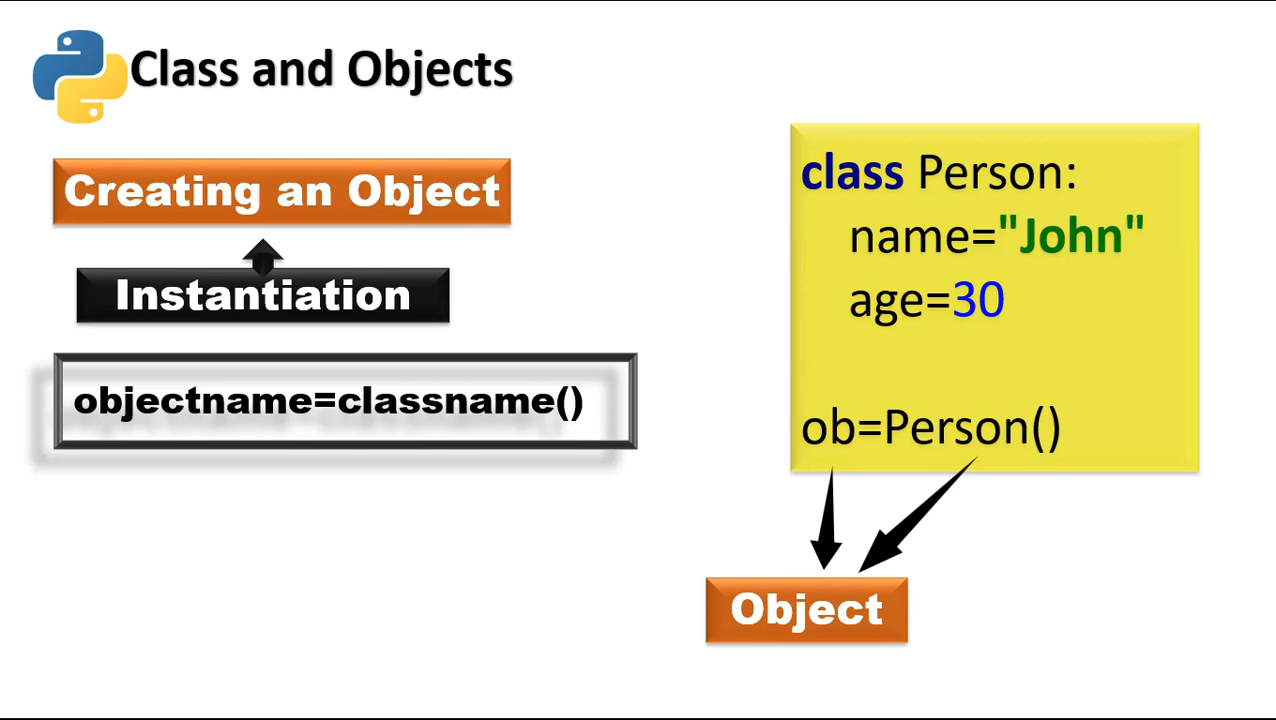 Class and Objects
Creating an Object
Instantiation
objectname=classname()
class Person:
name="John"
age=30
ob=Person()
Object